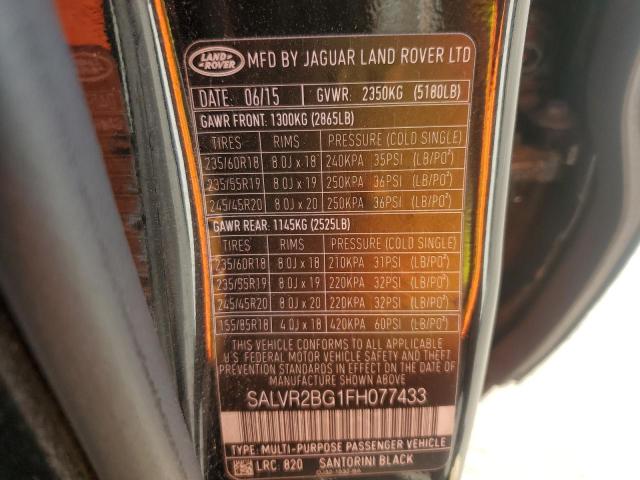 LAND ROVER
MFD BY JAGUAR LAND ROVER LTD
DATE: 06/15 GVWR: 2350KG (5180LB)
GAWR FRONT: 1300KG (2865LB)
TIRES RIMS PRESSURE (COLD SINGLE)
235/60R18 8.0J x 18 240KPA 35PSI (LB/PO²)
235/55R19 8.0J x 19 250KPA 36PSI (LB/PO²)
245/45R20 8.0J x 20 250KPA 36PSI (LB/PO²)
GAWR REAR: 1145KG (2525LB)
TIRES RIMS PRESSURE (COLD SINGLE)
235/60R18 8.0J x 18 210KPA 31PSI (LB/PO²)
235/55R19 8.0J x 19 220KPA 32PSI (LB/PO²)
245/45R20 8.0J x 20 220KPA 32PSI (LB/PO²)
155/85R18 4.0J x 18 420KPA 60PSI (LB/PO²)
THIS VEHICLE CONFORMS TO ALL APPLICABLE
U.S. FEDERAL MOTOR VEHICLE SAFETY AND THEFT
PREVENTION STANDARDS IN EFFECT ON THE DATE OF
MANUFACTURE SHOWN ABOVE.
SALVR2BG1FH077433
TYPE: MULTI-PURPOSE PASSENGER VEHICLE
LRC: 820 SANTORINI BLACK